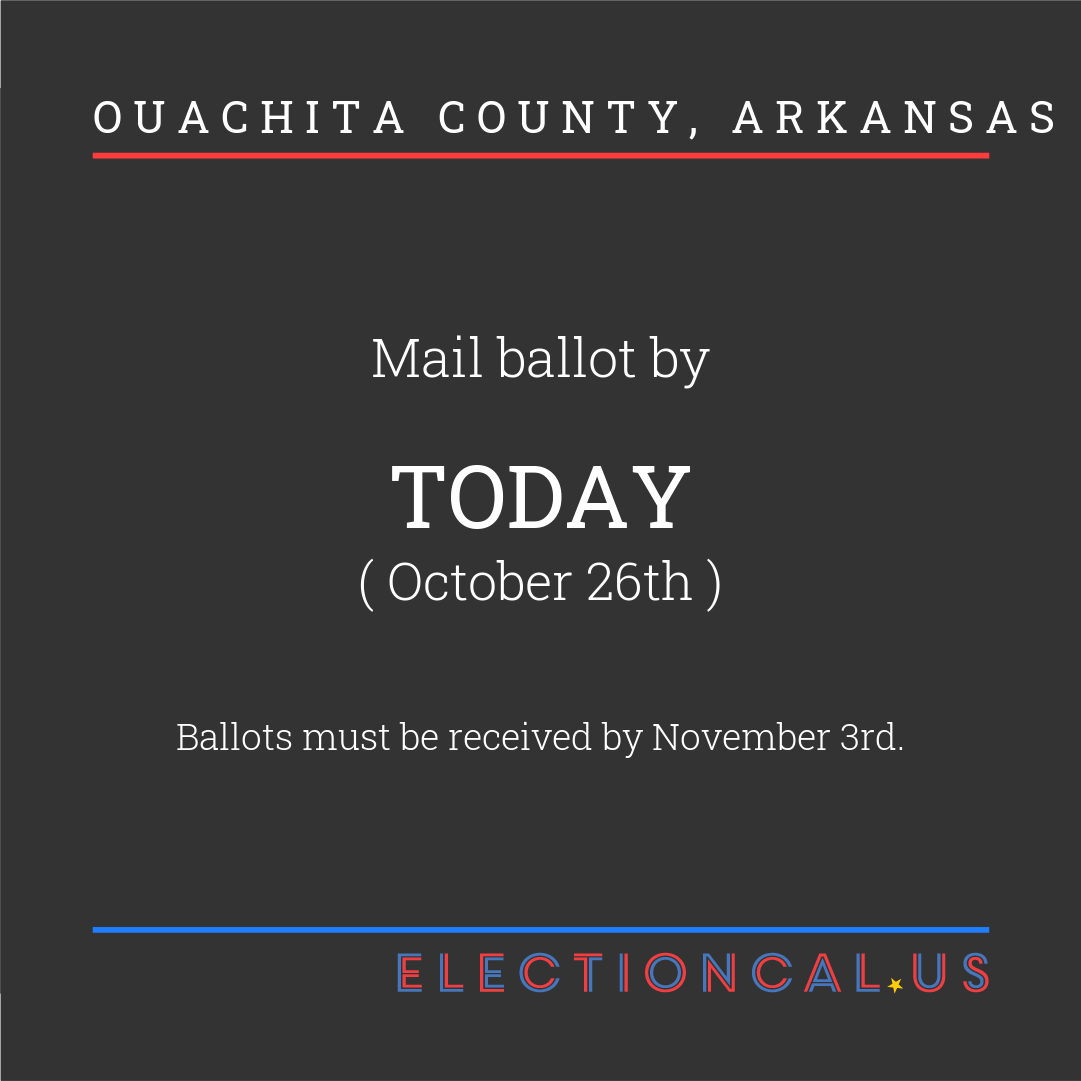 OUACHITA COUNTY, ARKANSAS
Mail ballot by
TODAY
( October 26th )
Ballots must be received by November 3rd.
ELECTIONCAL.US